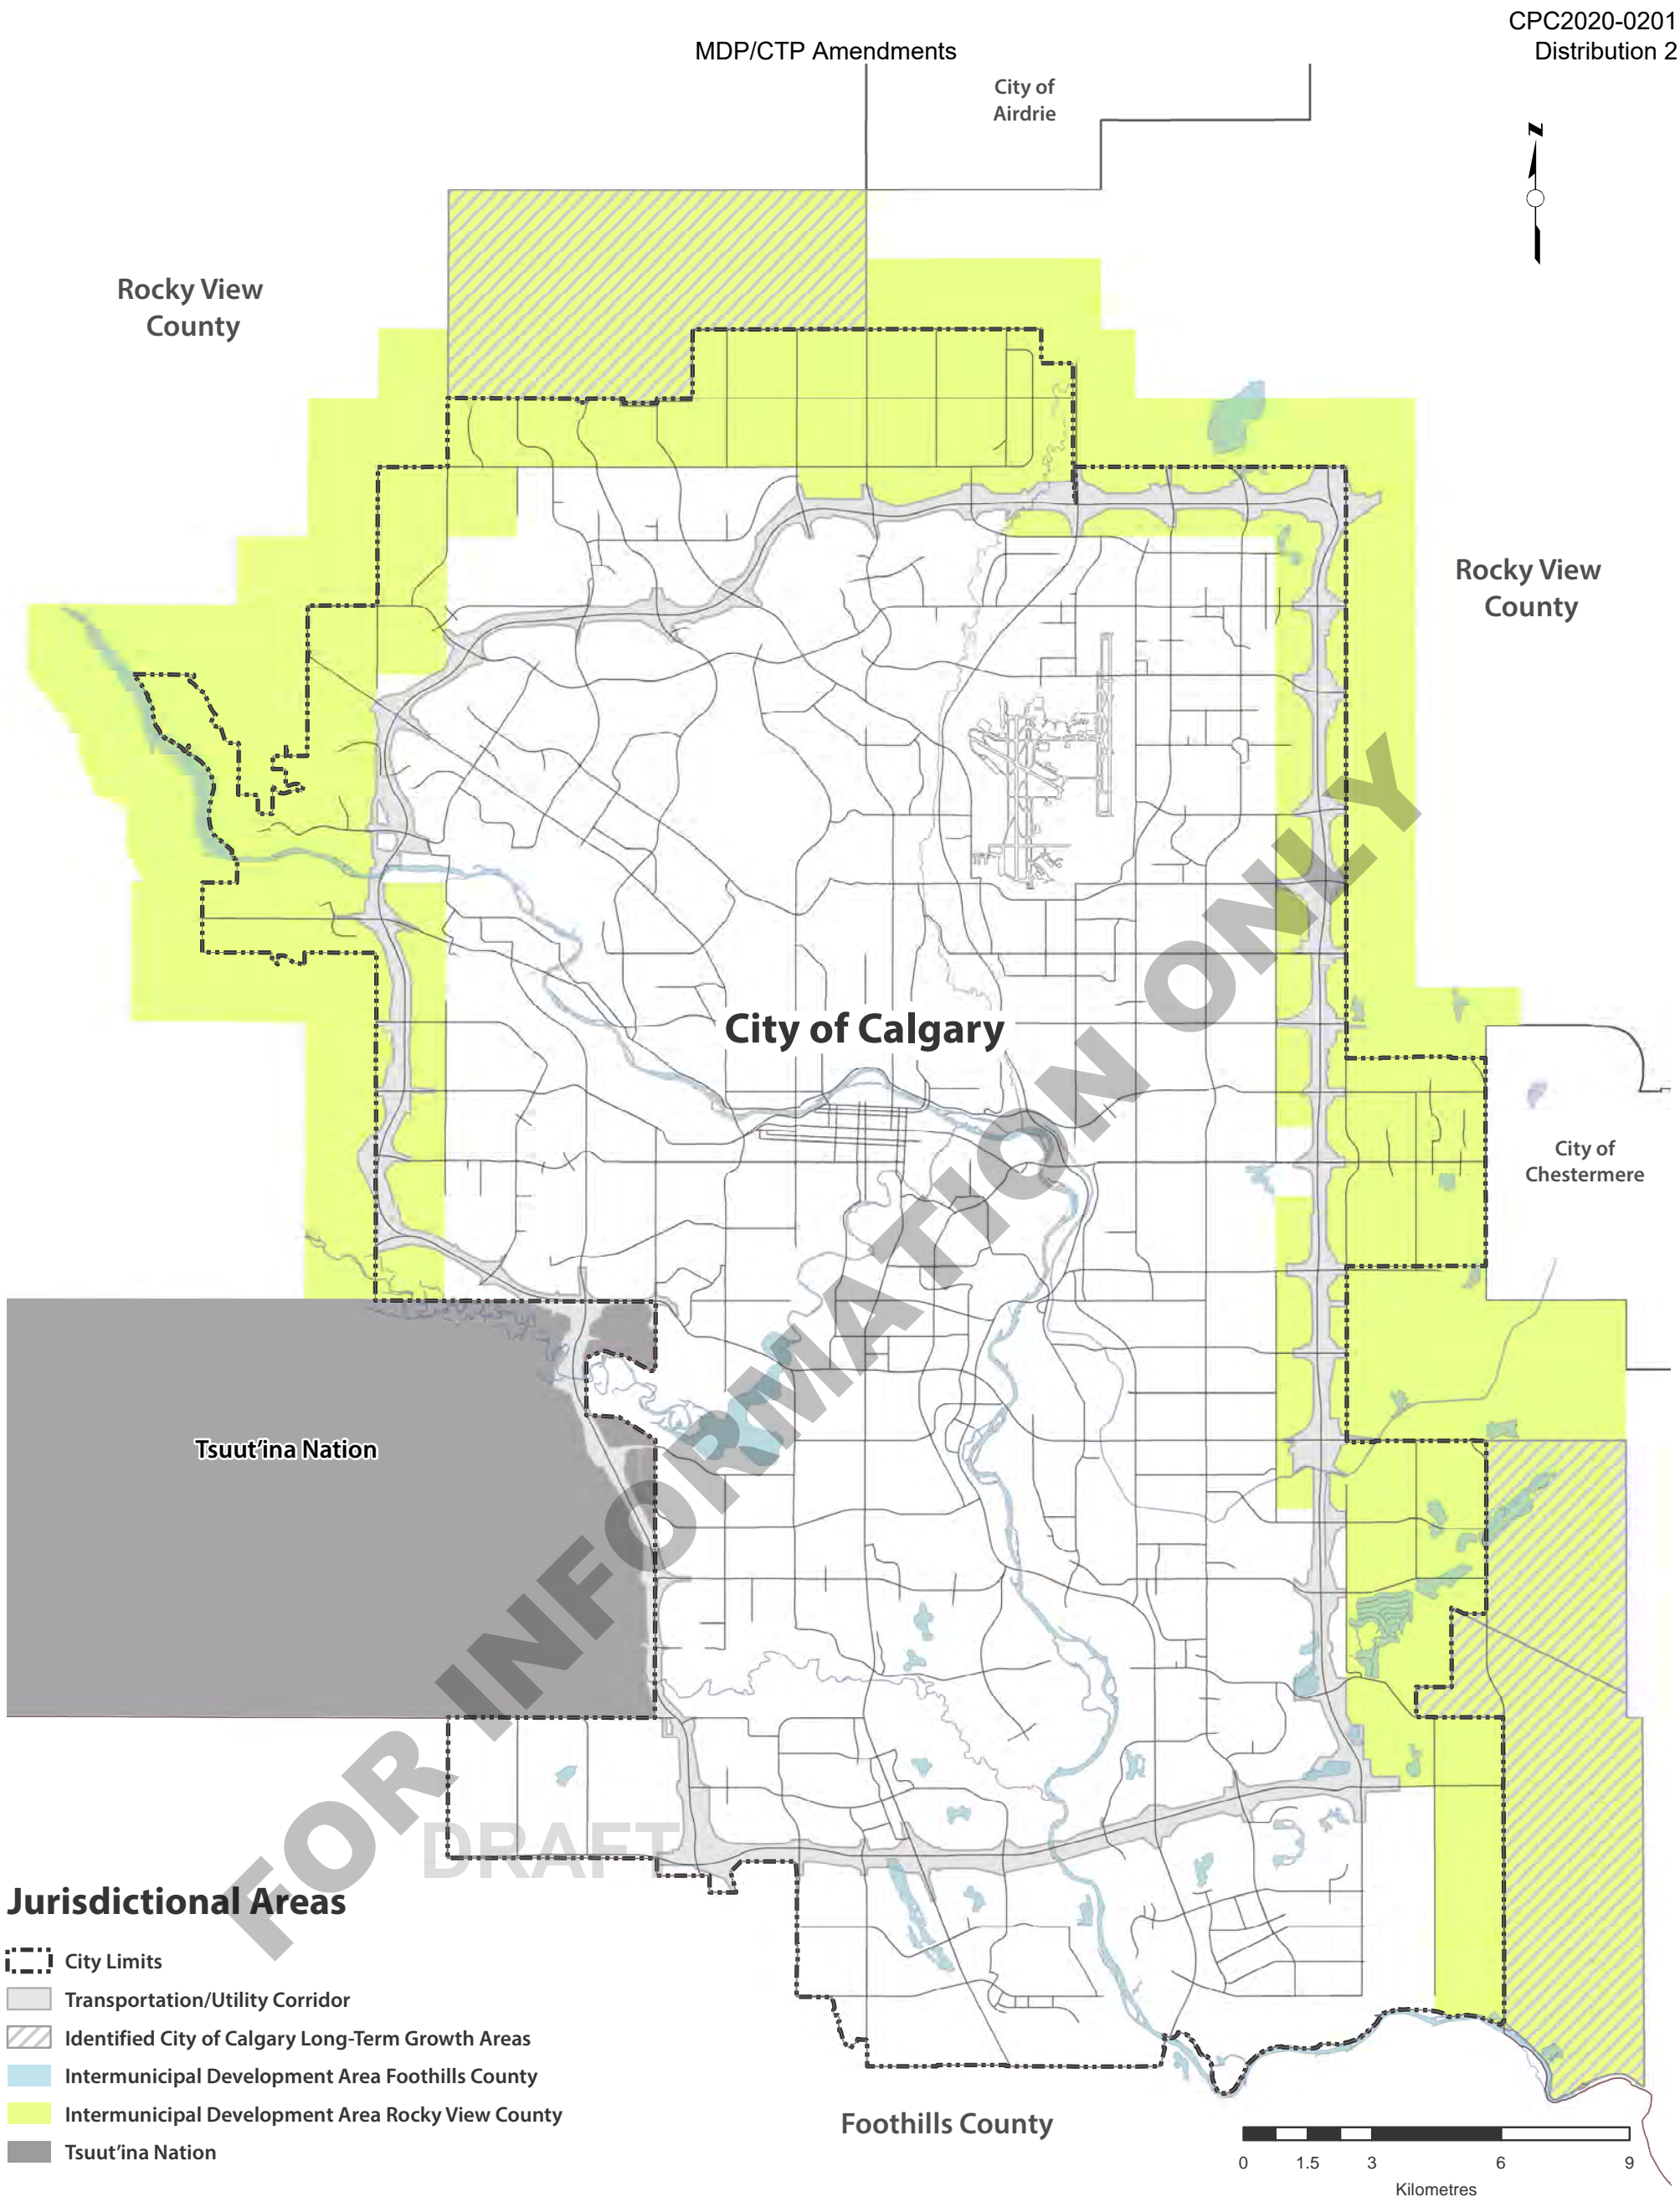 CPC2020-0201
MDP/CTP Amendments
Distribution 2
City of
Airdrie
N
Rocky View
County
Rocky View
County
City of Calgary
City of
Chestermere
Tsuut'ina Nation
FOR INFORMATION ONLY
DRAFT
Jurisdictional Areas
City Limits
Transportation/Utility Corridor
Identified City of Calgary Long-Term Growth Areas
Intermunicipal Development Area Foothills County
Intermunicipal Development Area Rocky View County
Tsuut'ina Nation
Foothills County
0 1.5 3 6 9
Kilometres